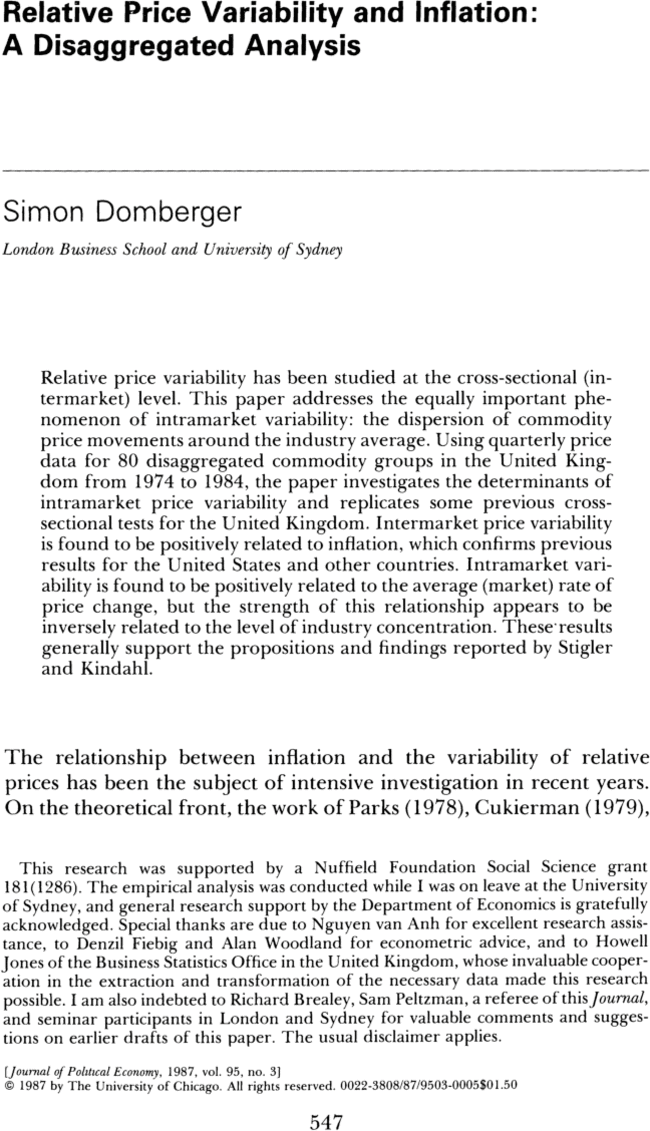 Relative Price Variability and Inflation:
A Disaggregated Analysis
Simon Domberger
London Business School and University of Sydney
Relative price variability has been studied at the cross-sectional (in-
termarket) level. This paper addresses the equally important phe-
nomenon of intramarket variability: the dispersion of commodity
price movements around the industry average. Using quarterly price
data for 80 disaggregated commodity groups in the United King-
dom from 1974 to 1984, the paper investigates the determinants of
intramarket price variability and replicates some previous cross-
sectional tests for the United Kingdom. Intermarket price variability
is found to be positively related to inflation, which confirms previous
results for the United States and other countries. Intramarket vari-
ability is found to be positively related to the average (market) rate of
price change, but the strength of this relationship appears to be
inversely related to the level of industry concentration. These results
generally support the propositions and findings reported by Stigler
and Kindahl.
The relationship between inflation and the variability of relative
prices has been the subject of intensive investigation in recent years.
On the theoretical front, the work of Parks (1978), Cukierman (1979),
This research was supported by a Nuffield Foundation Social Science grant
181(1286). The empirical analysis was conducted while I was on leave at the University
of Sydney, and general research support by the Department of Economics is gratefully
acknowledged. Special thanks are due to Nguyen van Anh for excellent research assis-
tance, to Denzil Fiebig and Alan Woodland for econometric advice, and to Howell
Jones of the Business Statistics Office in the United Kingdom, whose invaluable cooper-
ation in the extraction and transformation of the necessary data made this research
possible. I am also indebted to Richard Brealey, Sam Peltzman, a referee of this Journal,
and seminar participants in London and Sydney for valuable comments and sugges-
tions on earlier drafts of this paper. The usual disclaimer applies.
[Journal of Political Economy, 1987, vol. 95, no. 3]
© 1987 by The University of Chicago. All rights reserved. 0022-3808/87/9503-0005$01.50
547